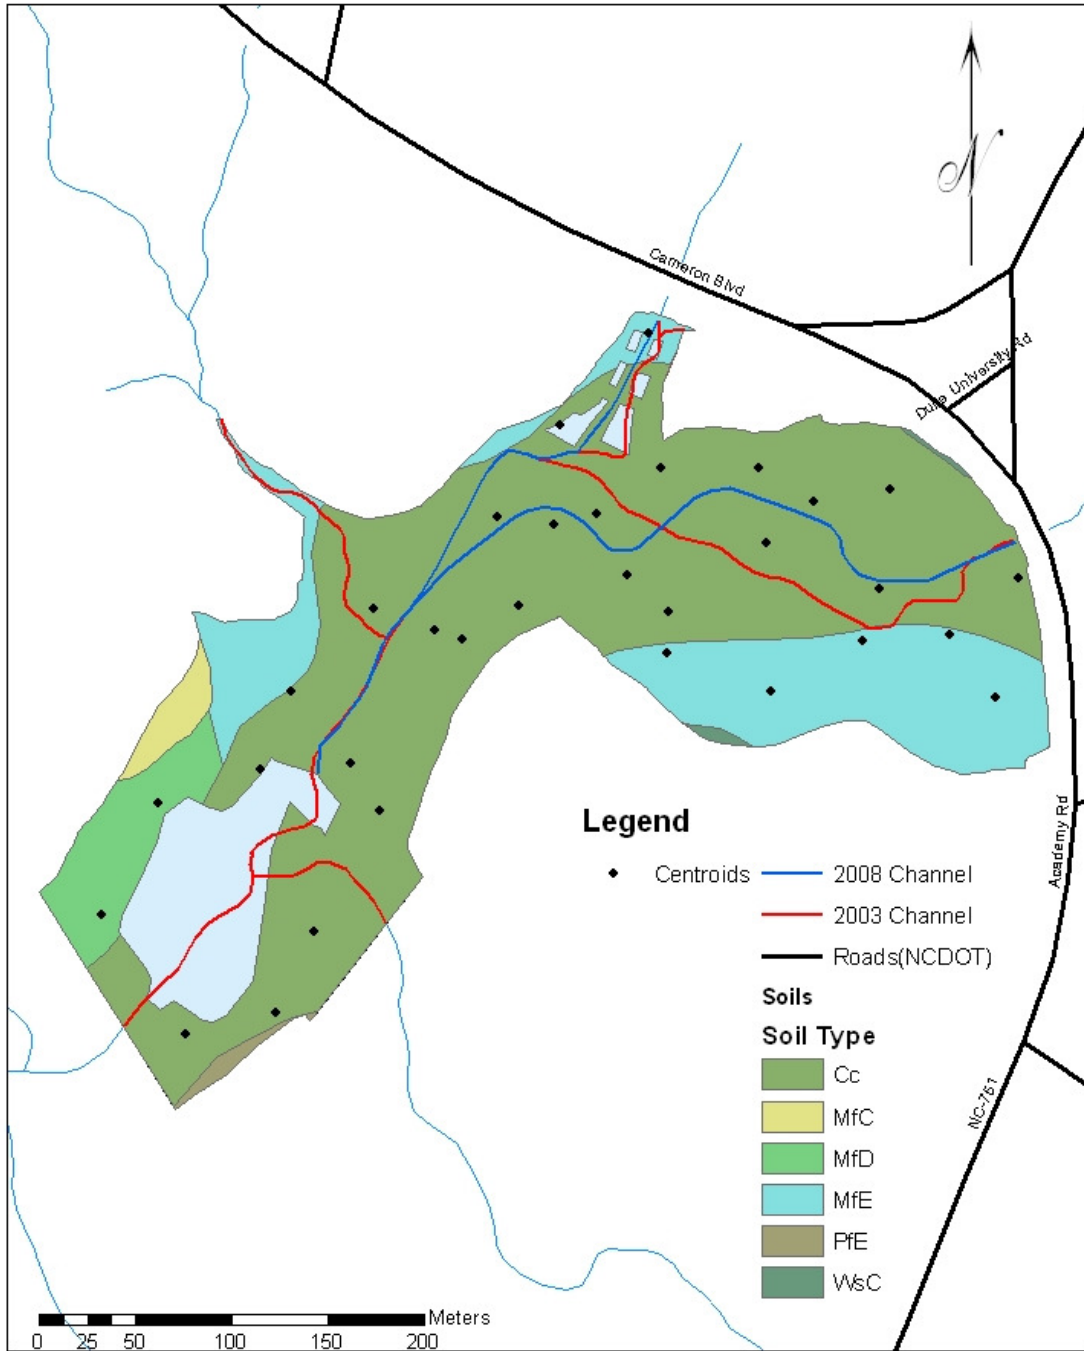 N
Cameron Blvd
Duke University Rd
Legend
Centroids
2008 Channel
2003 Channel
Roads(NCDOT)
Academy Rd
NC-751
Soils
Soil Type
Cc
MfC
MfD
MfE
PfE
WsC
Meters
0 25 50 100 150 200